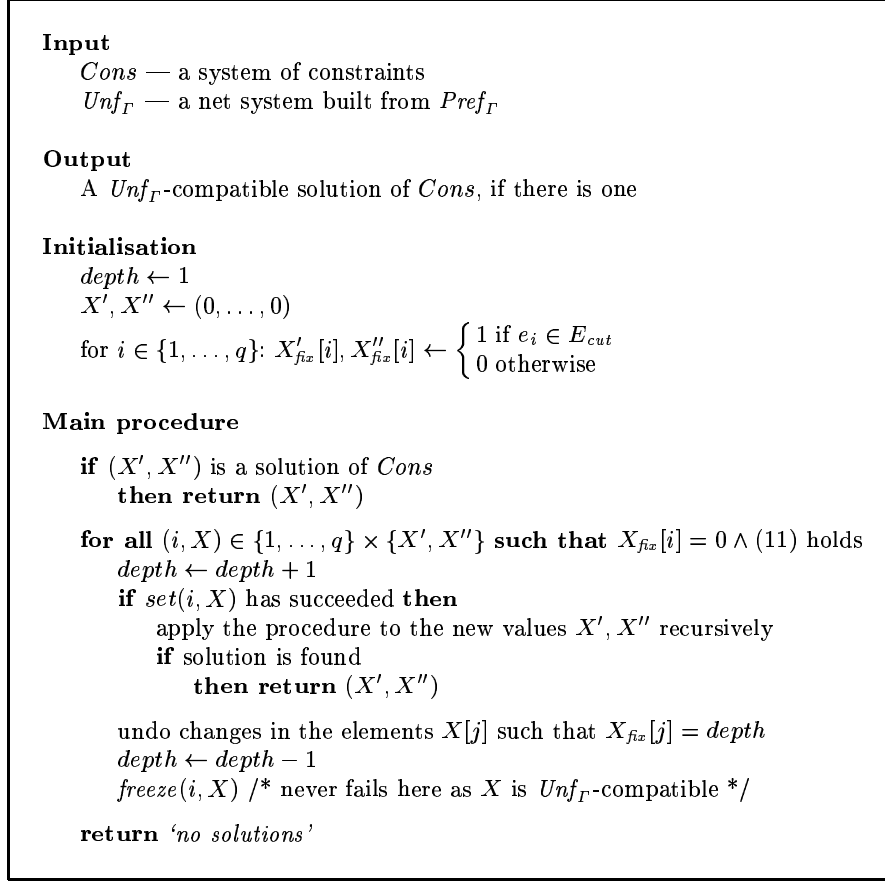 Input
Cons — a system of constraints
Unf_Γ — a net system built from Pref_Γ
Output
A Unf_Γ-compatible solution of Cons, if there is one
Initialisation
depth ← 1
X′, X″ ← (0, . . . , 0)
for i ∈ {1, . . . , q}: X′_fix[i], X″_fix[i] ← { 1 if e_i ∈ E_cut
0 otherwise
Main procedure
if (X′, X″) is a solution of Cons
then return (X′, X″)
for all (i, X) ∈ {1, . . . , q} × {X′, X″} such that X_fix[i] = 0 ∧ (11) holds
depth ← depth + 1
if set(i, X) has succeeded then
apply the procedure to the new values X′, X″ recursively
if solution is found
then return (X′, X″)
undo changes in the elements X[j] such that X_fix[j] = depth
depth ← depth − 1
freeze(i, X) /* never fails here as X is Unf_Γ-compatible */
return ‘no solutions’